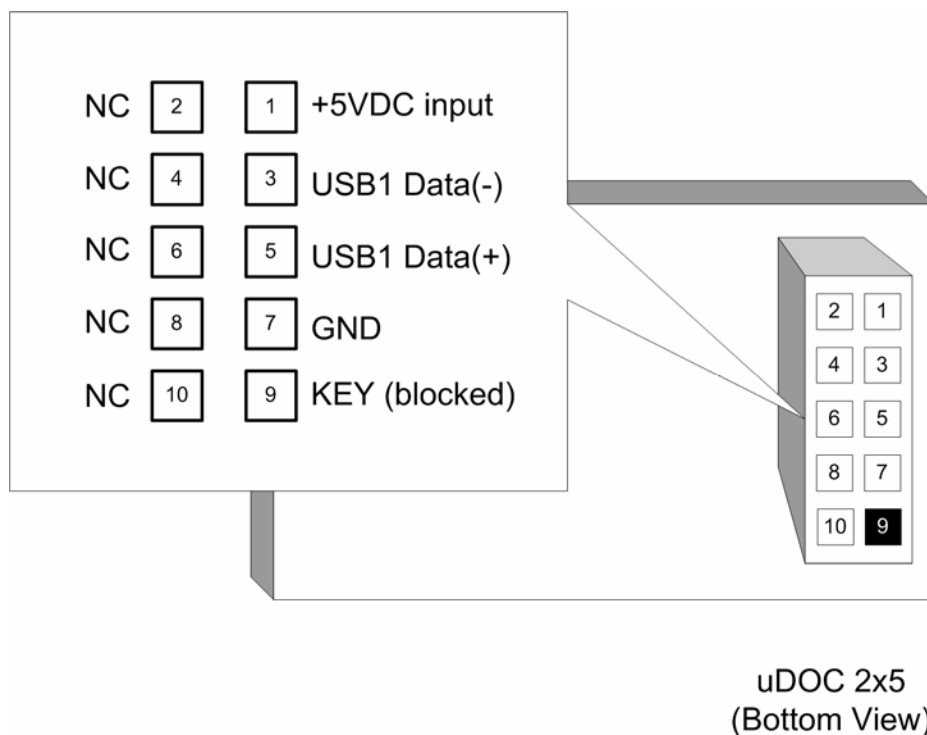 NC 2 1 +5VDC input
NC 4 3 USB1 Data(-)
NC 6 5 USB1 Data(+)
NC 8 7 GND
NC 10 9 KEY (blocked)
2 1
4 3
6 5
8 7
10 9
uDOC 2x5
(Bottom View)